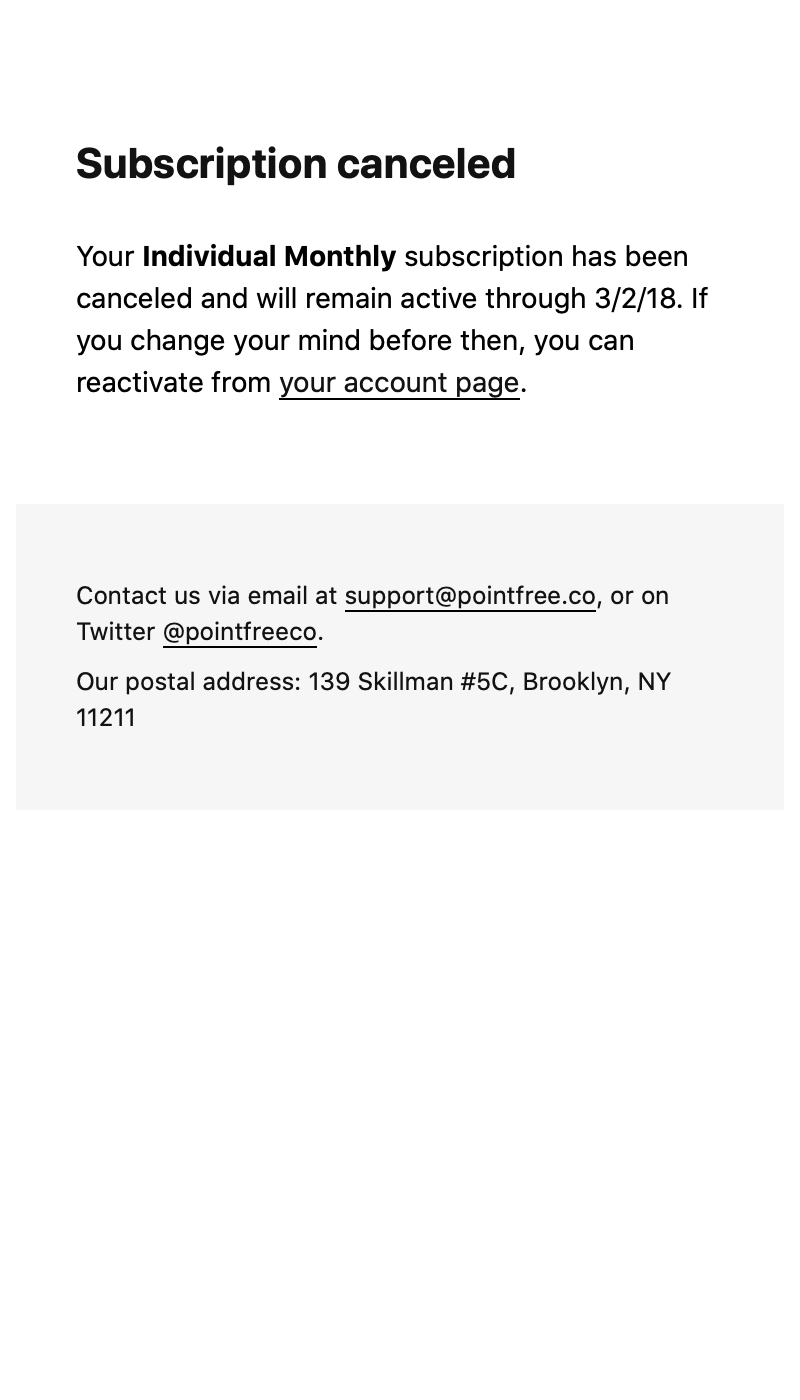 Subscription canceled
Your Individual Monthly subscription has been
canceled and will remain active through 3/2/18. If
you change your mind before then, you can
reactivate from your account page.
Contact us via email at support@pointfree.co, or on
Twitter @pointfreeco.
Our postal address: 139 Skillman #5C, Brooklyn, NY
11211